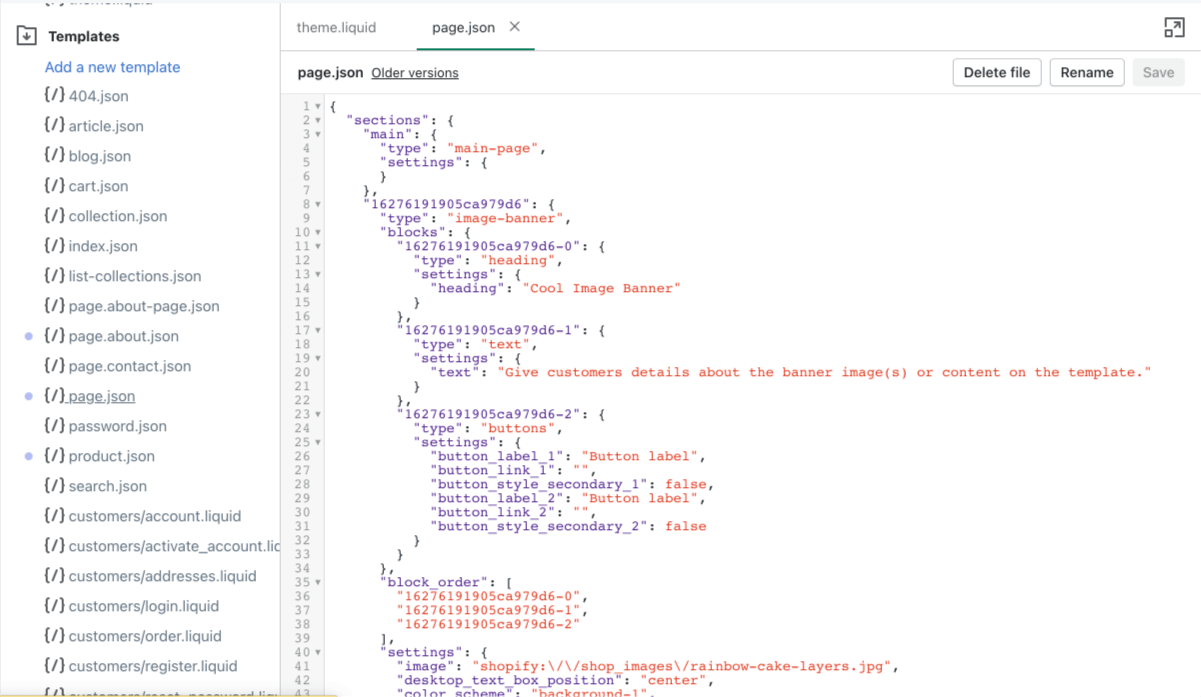 theme.liquid
Templates
Add a new template
{/} 404.json
{/} article.json
{/} blog.json
{/} cart.json
{/} collection.json
{/} index.json
{/} list-collections.json
{/} page.about-page.json
{/} page.about.json
{/} page.contact.json
{/} page.json
{/} password.json
{/} product.json
{/} search.json
{/} customers/account.liquid
{/} customers/activate_account.lic
{/} customers/addresses.liquid
{/} customers/login.liquid
{/} customers/order.liquid
{/} customers/register.liquid
{/} customers/reset_password.liqu
theme.liquid page.json ×
page.json Older versions Delete file Rename Save
1 {
2 "sections": {
3 "main": {
4 "type": "main-page",
5 "settings": {
6 }
7 },
8 "16276191905ca979d6": {
9 "type": "image-banner",
10 "blocks": {
11 "16276191905ca979d6-0": {
12 "type": "heading",
13 "settings": {
14 "heading": "Cool Image Banner"
15 }
16 },
17 "16276191905ca979d6-1": {
18 "type": "text",
19 "settings": {
20 "text": "Give customers details about the banner image(s) or content on the template."
21 }
22 },
23 "16276191905ca979d6-2": {
24 "type": "buttons",
25 "settings": {
26 "button_label_1": "Button label",
27 "button_link_1": "",
28 "button_style_secondary_1": false,
29 "button_label_2": "Button label",
30 "button_link_2": "",
31 "button_style_secondary_2": false
32 }
33 }
34 },
35 "block_order": [
36 "16276191905ca979d6-0",
37 "16276191905ca979d6-1",
38 "16276191905ca979d6-2"
39 ],
40 "settings": {
41 "image": "shopify:\/\/shop_images\/rainbow-cake-layers.jpg",
42 "desktop_text_box_position": "center",
43 "color_scheme": "background-1",